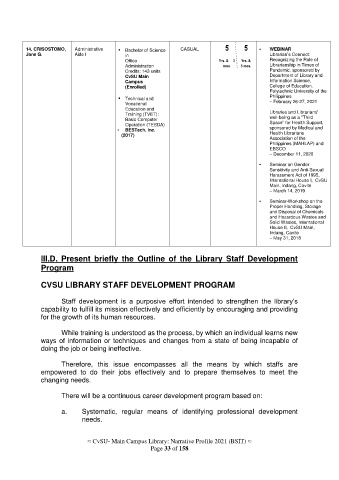 14. CRISOSTOMO, Jane G.
Administrative Aide I
• Bachelor of Science in
Office
Administration
Credits: 143 units
CvSU Main
Campus
(Enrolled)
• Technical and
Vocational
Education and
Training (TVET):
Basic Computer
Operation (TESDA)
• BESTech. Inc.
(2017)
CASUAL
5
5
• WEBINAR
Librarian's Connect:
Recognizing the Role of
Librarianship in Times of
Pandemic, sponsored by
Department of Library and
Information Science,
College of Education,
Polytechnic University of the
Philippines
– February 26-27, 2021
Libraries and Librarians'
well-being as a "Third
Space" for Health Support,
sponsored by Medical and
Health Librarians
Association of the
Philippines (MAHLAP) and
EBSCO
– December 11, 2020
• Seminar on Gender
Sensitivity and Anti-Sexual
Harassment Act of 1995,
International House I, CvSU
Main, Indang, Cavite
– March 14, 2019
• Seminar-Workshop on the
Proper Handling, Storage
and Disposal of Chemicals
and Hazardous Wastes and
Solid Wastes, International
House II, CvSU Main,
Indang, Cavite
– May 31, 2018
III.D. Present briefly the Outline of the Library Staff Development
Program
CVSU LIBRARY STAFF DEVELOPMENT PROGRAM
Staff development is a purposive effort intended to strengthen the library's
capability to fulfill its mission effectively and efficiently by encouraging and providing
for the growth of its human resources.
While training is understood as the process, by which an individual learns new
ways of information or techniques and changes from a state of being incapable of
doing the job or being ineffective.
Therefore, this issue encompasses all the means by which staffs are
empowered to do their jobs effectively and to prepare themselves to meet the
changing needs.
There will be a continuous career development program based on:
a. Systematic, regular means of identifying professional development
needs.
≈ CvSU- Main Campus Library: Narrative Profile 2021 (BSIT) ≈
Page 33 of 158